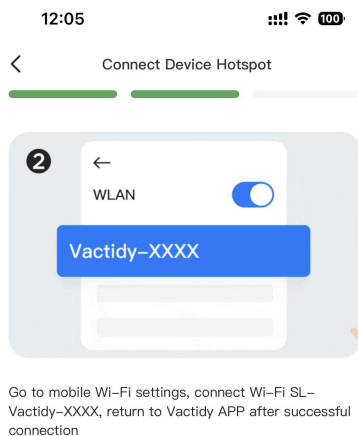 12:05
100
Connect Device Hotspot
2
WLAN
Vactidy-XXXX
Go to mobile Wi-Fi settings, connect Wi-Fi SL-
Vactidy-XXXX, return to Vactidy APP after successful
connection